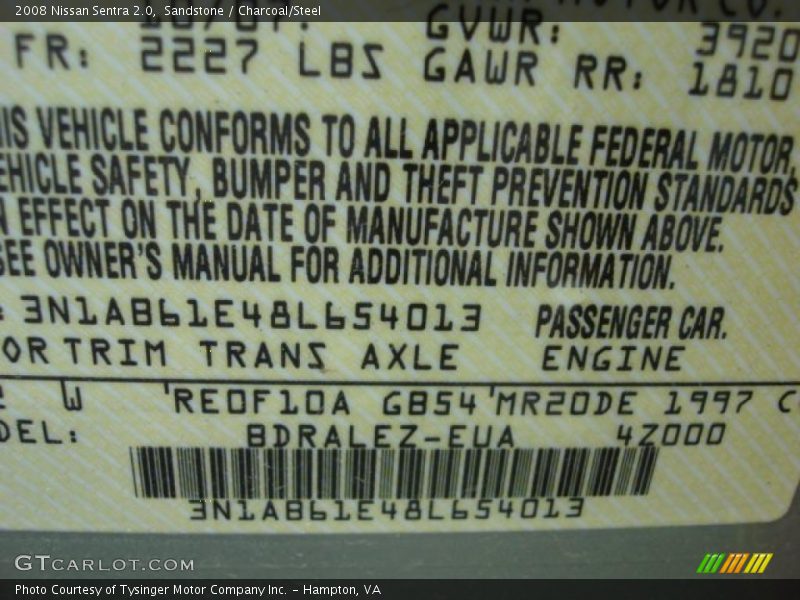 2008 Nissan Sentra 2.0, Sandstone / Charcoal/Steel
MOTOR CO.
GVWR: 3920
FR: 2227 LBS GAWR RR: 1810
IS VEHICLE CONFORMS TO ALL APPLICABLE FEDERAL MOTOR
EHICLE SAFETY, BUMPER AND THEFT PREVENTION STANDARDS
N EFFECT ON THE DATE OF MANUFACTURE SHOWN ABOVE.
SEE OWNER'S MANUAL FOR ADDITIONAL INFORMATION.
: 3N1AB61E48L654013 PASSENGER CAR.
OR TRIM TRANS AXLE ENGINE
W 'RE0F10A GB54 'MR20DE 1997 C
DEL: BDRALEZ-EUA 4Z000
3N1AB61E48L654013
GTCARLOT.COM
Photo Courtesy of Tysinger Motor Company Inc. - Hampton, VA